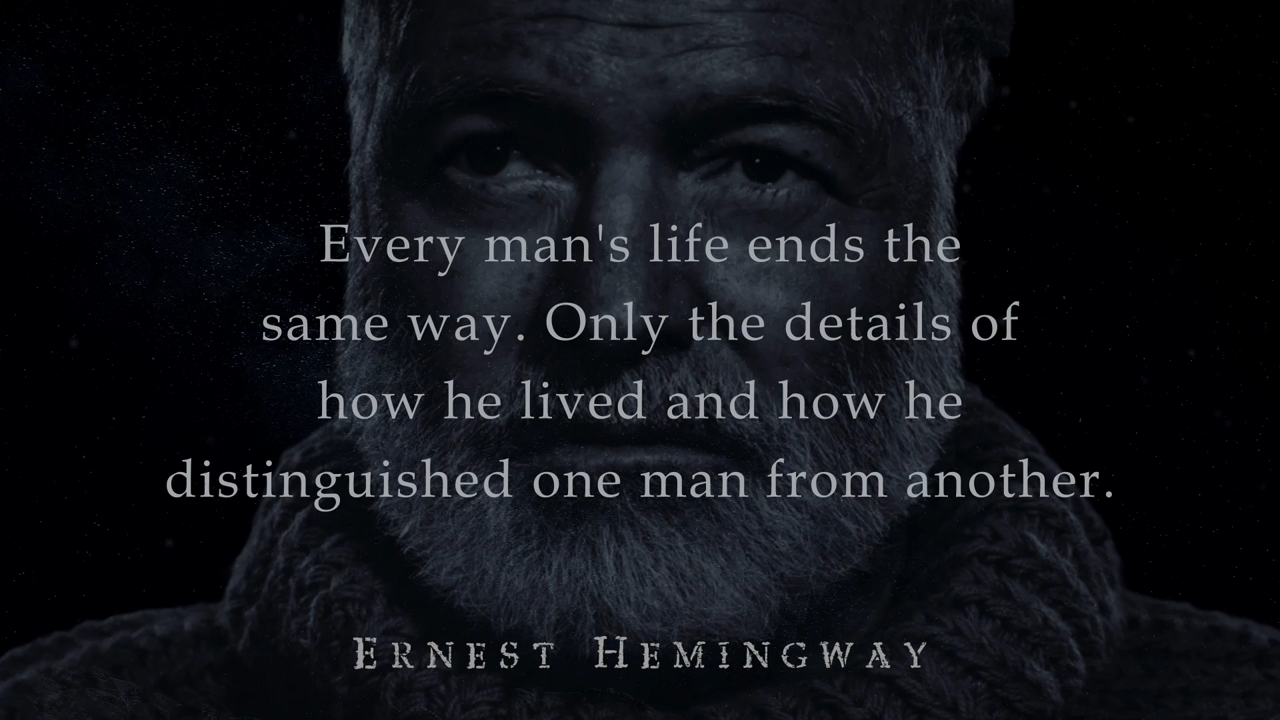 Every man's life ends the
same way. Only the details of
how he lived and how he
distinguished one man from another.
Ernest Hemingway